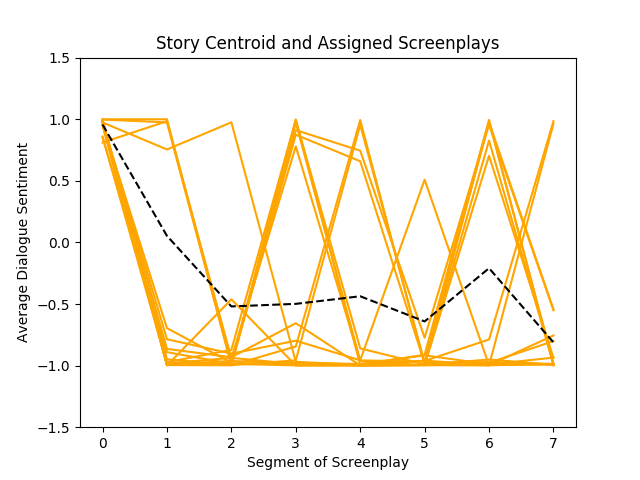 Story Centroid and Assigned Screenplays
1.5
1.0
0.5
0.0
−0.5
−1.0
−1.5
Average Dialogue Sentiment
0 1 2 3 4 5 6 7
Segment of Screenplay